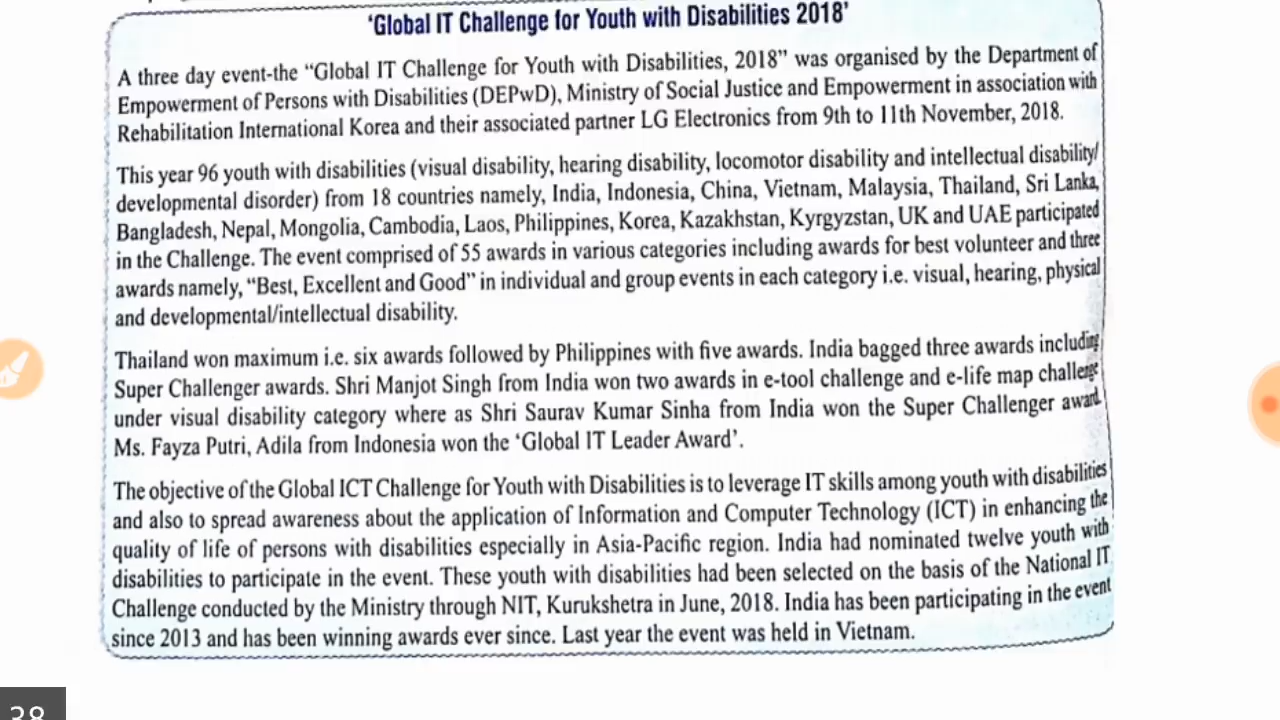 ‘Global IT Challenge for Youth with Disabilities 2018’
A three day event-the “Global IT Challenge for Youth with Disabilities, 2018” was organised by the Department of
Empowerment of Persons with Disabilities (DEPwD), Ministry of Social Justice and Empowerment in association with
Rehabilitation International Korea and their associated partner LG Electronics from 9th to 11th November, 2018.
This year 96 youth with disabilities (visual disability, hearing disability, locomotor disability and intellectual disability/
developmental disorder) from 18 countries namely, India, Indonesia, China, Vietnam, Malaysia, Thailand, Sri Lanka,
Bangladesh, Nepal, Mongolia, Cambodia, Laos, Philippines, Korea, Kazakhstan, Kyrgyzstan, UK and UAE participated
in the Challenge. The event comprised of 55 awards in various categories including awards for best volunteer and three
awards namely, “Best, Excellent and Good” in individual and group events in each category i.e. visual, hearing, physical
and developmental/intellectual disability.
Thailand won maximum i.e. six awards followed by Philippines with five awards. India bagged three awards including
Super Challenger awards. Shri Manjot Singh from India won two awards in e-tool challenge and e-life map challenge
under visual disability category where as Shri Saurav Kumar Sinha from India won the Super Challenger award.
Ms. Fayza Putri, Adila from Indonesia won the ‘Global IT Leader Award’.
The objective of the Global ICT Challenge for Youth with Disabilities is to leverage IT skills among youth with disabilities
and also to spread awareness about the application of Information and Computer Technology (ICT) in enhancing the
quality of life of persons with disabilities especially in Asia-Pacific region. India had nominated twelve youth with
disabilities to participate in the event. These youth with disabilities had been selected on the basis of the National IT
Challenge conducted by the Ministry through NIT, Kurukshetra in June, 2018. India has been participating in the event
since 2013 and has been winning awards ever since. Last year the event was held in Vietnam.
38